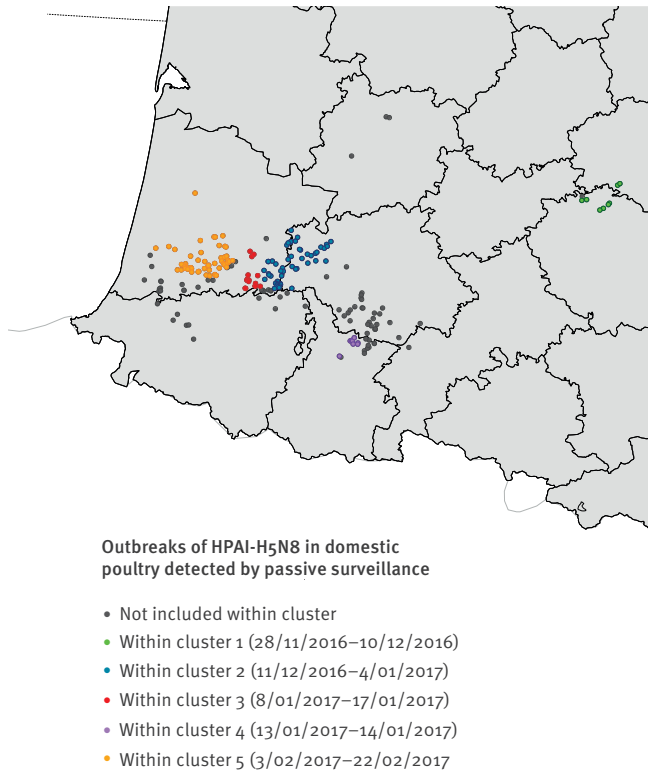 Outbreaks of HPAI-H5N8 in domestic
poultry detected by passive surveillance
• Not included within cluster
• Within cluster 1 (28/11/2016–10/12/2016)
• Within cluster 2 (11/12/2016–4/01/2017)
• Within cluster 3 (8/01/2017–17/01/2017)
• Within cluster 4 (13/01/2017–14/01/2017)
• Within cluster 5 (3/02/2017–22/02/2017